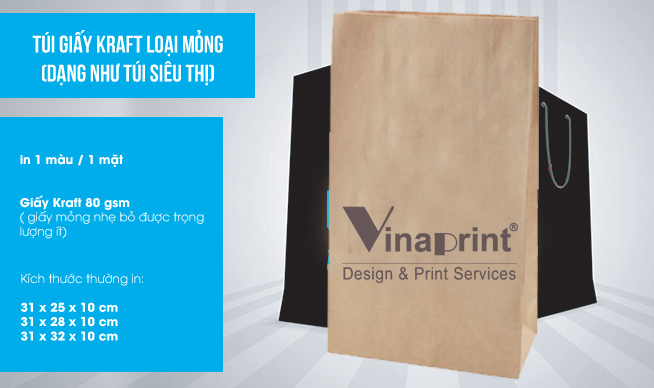 TÚI GIẤY KRAFT LOẠI MỎNG
(DẠNG NHƯ TÚI SIÊU THỊ)
in 1 màu / 1 mặt
Giấy Kraft 80 gsm
( giấy mỏng nhẹ bỏ được trọng
lượng ít)
Kích thước thường in:
31 x 25 x 10 cm
31 x 28 x 10 cm
31 x 32 x 10 cm
Vinaprint®
Design & Print Services